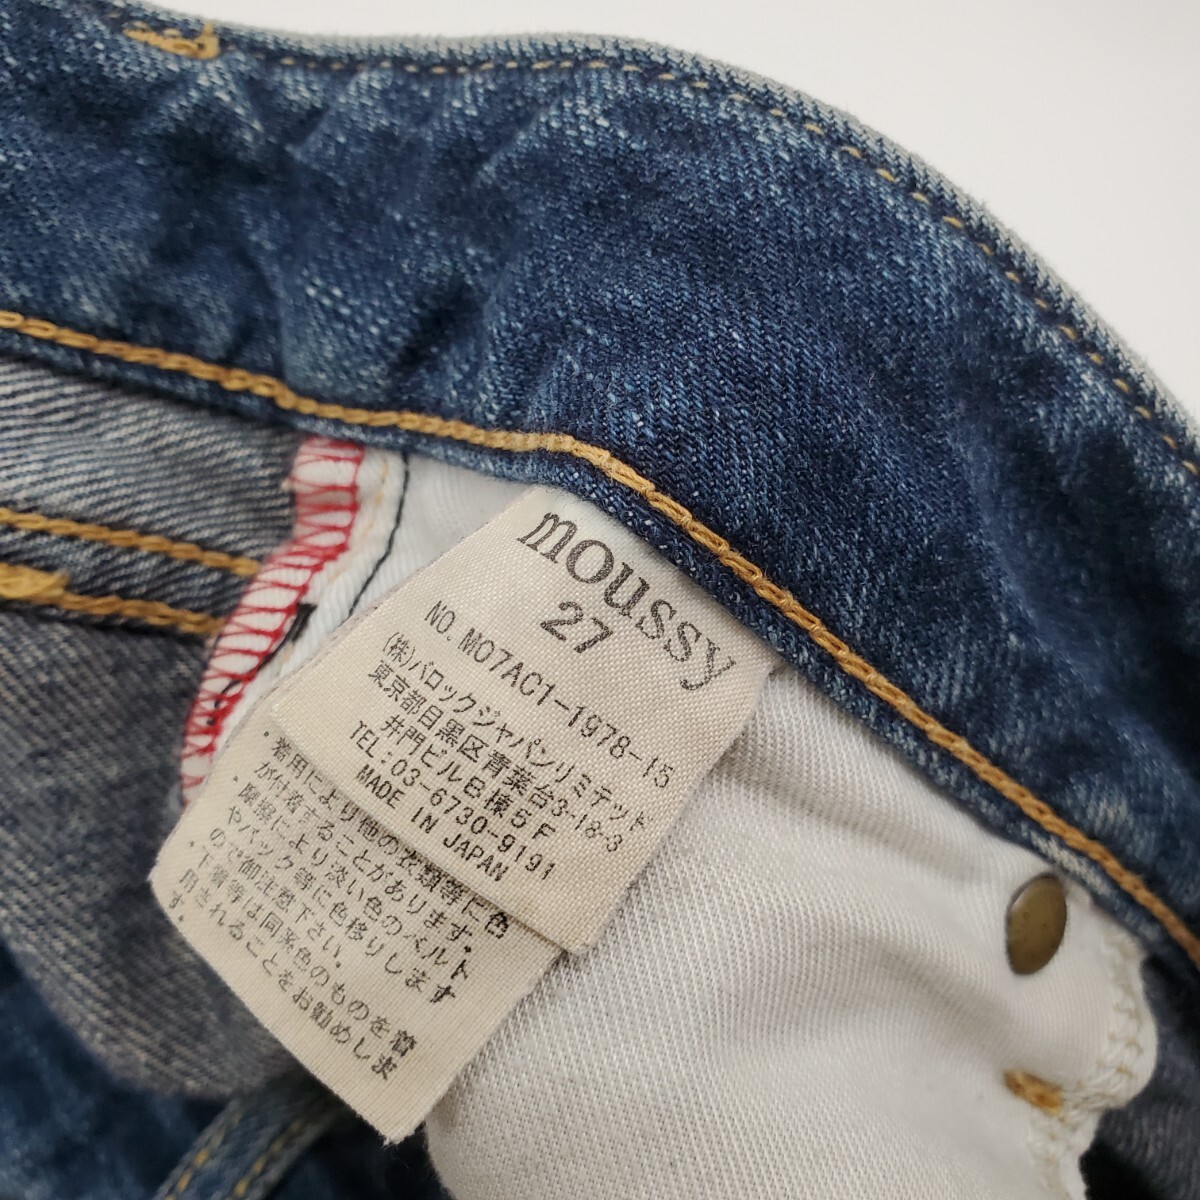 moussy
27
NO. M07AC1-1978-15
(株)バロックジャパンリミテッド
東京都目黒区青葉台3-18-3
井門ビルB棟5F
TEL:03-6730-9191
MADE IN JAPAN
・着用により他の衣類等に色
が付着することがあります。
摩擦により淡い色のベルト
やバック等に色移りします
ので御注意下さい。
・下着等は同系色のものを着
用されることをお勧めしま
す。